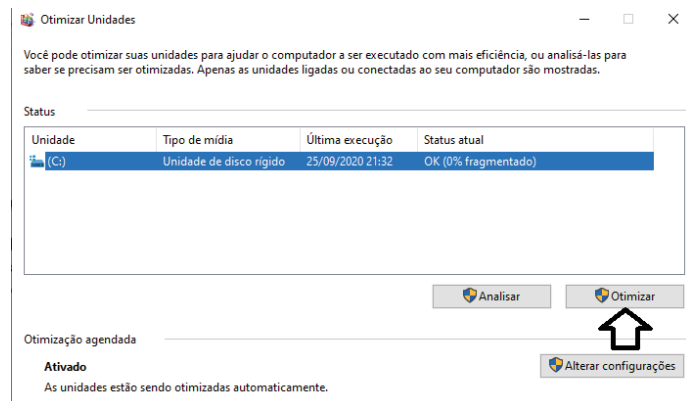 Otimizar Unidades
Você pode otimizar suas unidades para ajudar o computador a ser executado com mais eficiência, ou analisá-las para
saber se precisam ser otimizadas. Apenas as unidades ligadas ou conectadas ao seu computador são mostradas.
Status
Unidade Tipo de mídia Última execução Status atual
(C:) Unidade de disco rígido 25/09/2020 21:32 OK (0% fragmentado)
Analisar Otimizar
Otimização agendada
Ativado Alterar configurações
As unidades estão sendo otimizadas automaticamente.